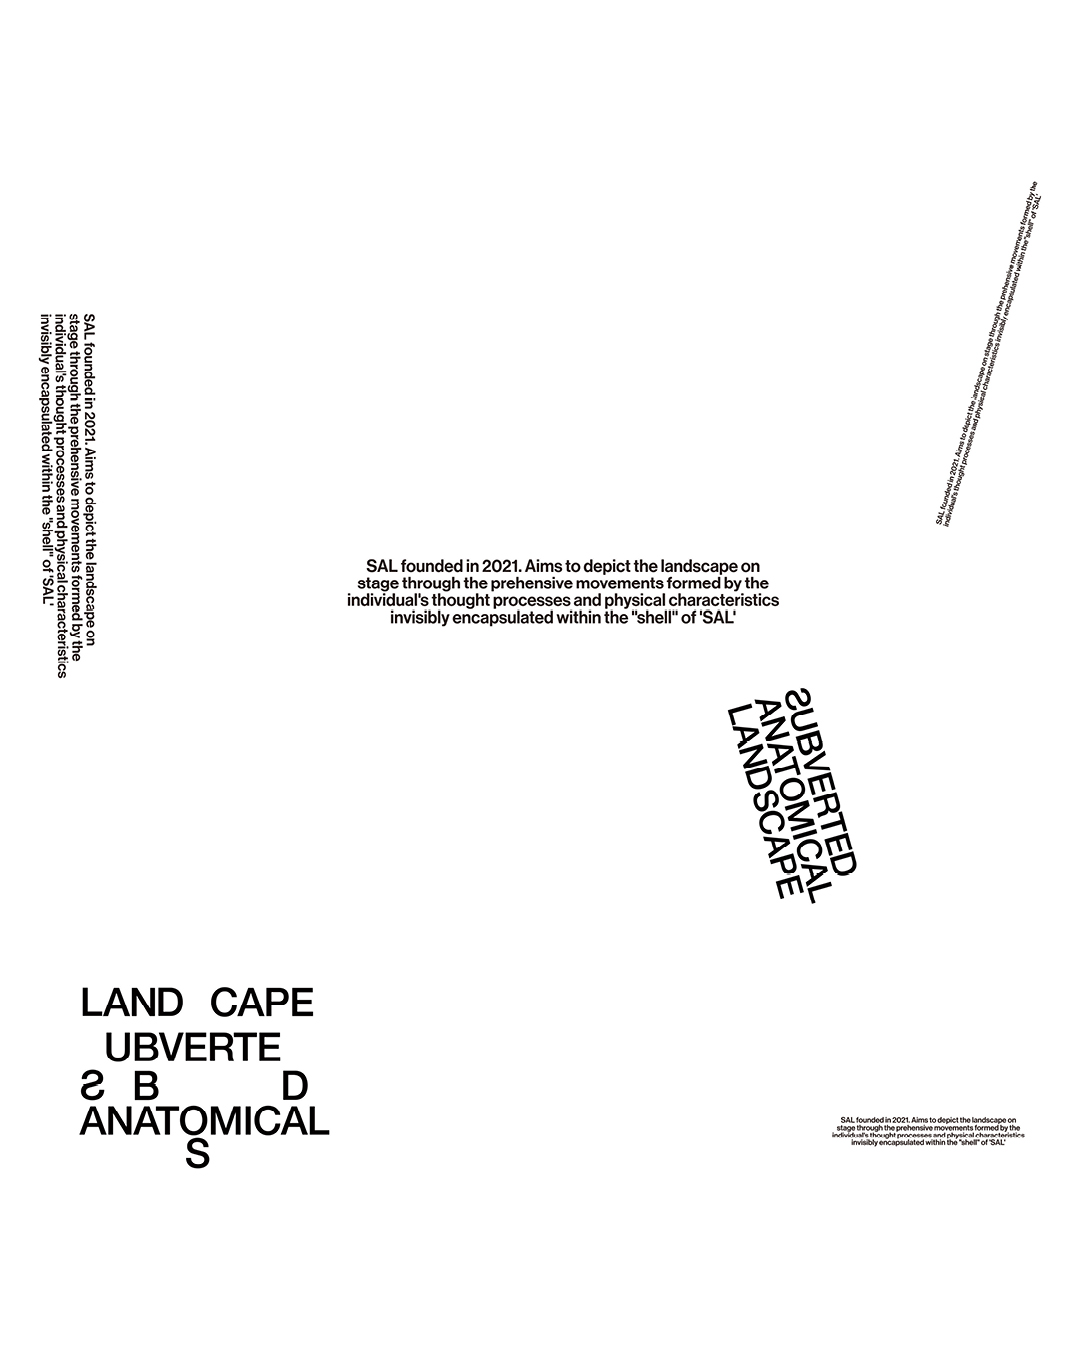 SAL founded in 2021. Aims to depict the landscape on stage through the prehensive movements formed by the
individual's thought processes and physical characteristics invisibly encapsulated within the "shell" of 'SAL'
SAL founded in 2021. Aims to depict the landscape on
stage through the prehensive movements formed by the
individual's thought processes and physical characteristics
invisibly encapsulated within the "shell" of 'SAL'
SAL founded in 2021. Aims to depict the landscape on
stage through the prehensive movements formed by the
individual's thought processes and physical characteristics
invisibly encapsulated within the "shell" of 'SAL'
SUBVERTED
ANATOMICAL
LANDSCAPE
LAND CAPE
UBVERTE
S B D
ANATOMICAL
S
SAL founded in 2021. Aims to depict the landscape on
stage through the prehensive movements formed by the
individual's thought processes and physical characteristics
invisibly encapsulated within the "shell" of 'SAL'